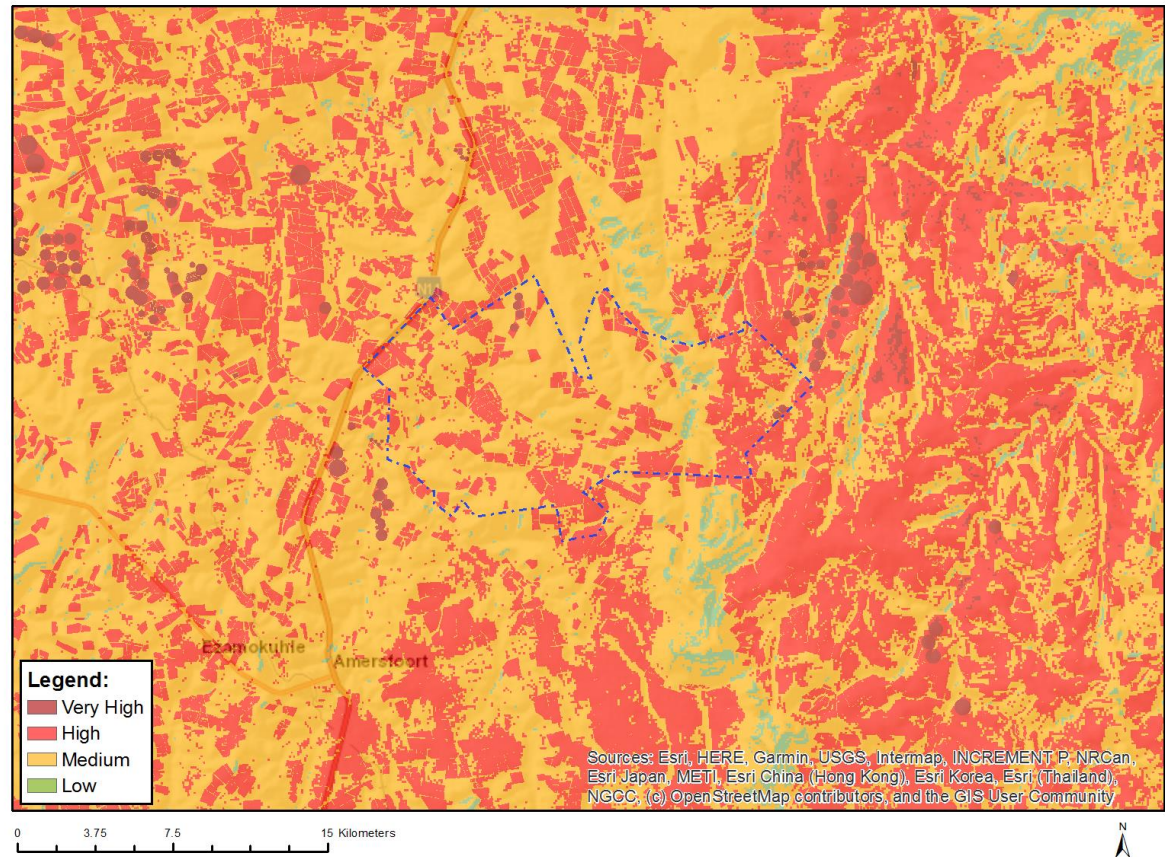 N11
Ezamokuhle
Amersfoort
Legend:
Very High
High
Medium
Low
Sources: Esri, HERE, Garmin, USGS, Intermap, INCREMENT P, NRCan,
Esri Japan, METI, Esri China (Hong Kong), Esri Korea, Esri (Thailand),
NGCC, (c) OpenStreetMap contributors, and the GIS User Community
0 3.75 7.5 15 Kilometers
N